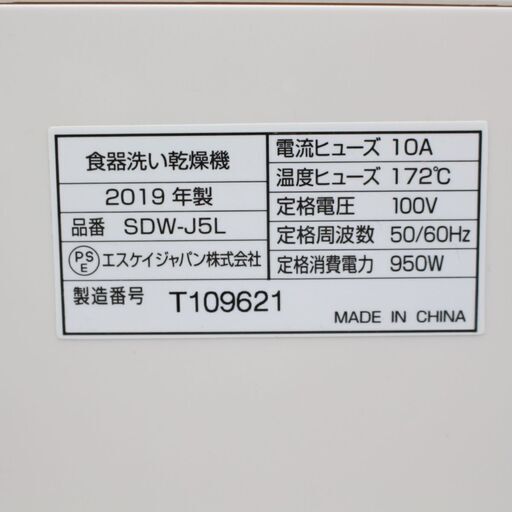 食器洗い乾燥機
2019 年製
品番 SDW-J5L
PSE エスケイジャパン株式会社
製造番号 T109621
電流ヒューズ 10A
温度ヒューズ 172℃
定格電圧 100V
定格周波数 50/60Hz
定格消費電力 950W
MADE IN CHINA